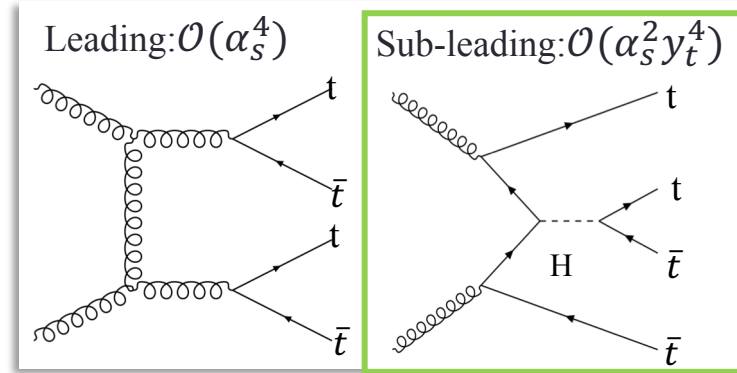 Leading:𝒪(α_s^4)
t
t̄
t
t̄
Sub-leading:𝒪(α_s^2 y_t^4)
t
t
t̄
H
t̄